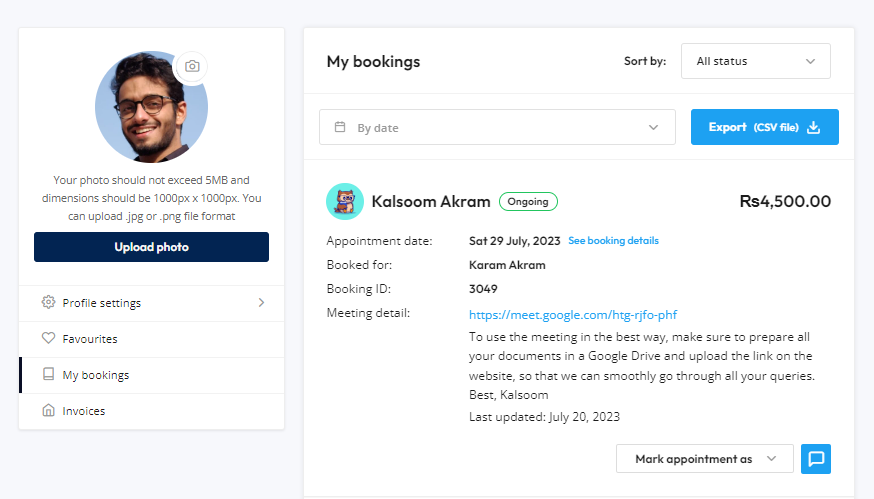 Your photo should not exceed 5MB and
dimensions should be 1000px x 1000px. You
can upload .jpg or .png file format
Upload photo
Profile settings
Favourites
My bookings
Invoices
My bookings
Sort by:
All status
By date
Export (CSV file)
Kalsoom Akram
Ongoing
₨4,500.00
Appointment date:
Sat 29 July, 2023 See booking details
Booked for:
Karam Akram
Booking ID:
3049
Meeting detail:
https://meet.google.com/htg-rjfo-phf
To use the meeting in the best way, make sure to prepare all
your documents in a Google Drive and upload the link on the
website, so that we can smoothly go through all your queries.
Best, Kalsoom
Last updated: July 20, 2023
Mark appointment as